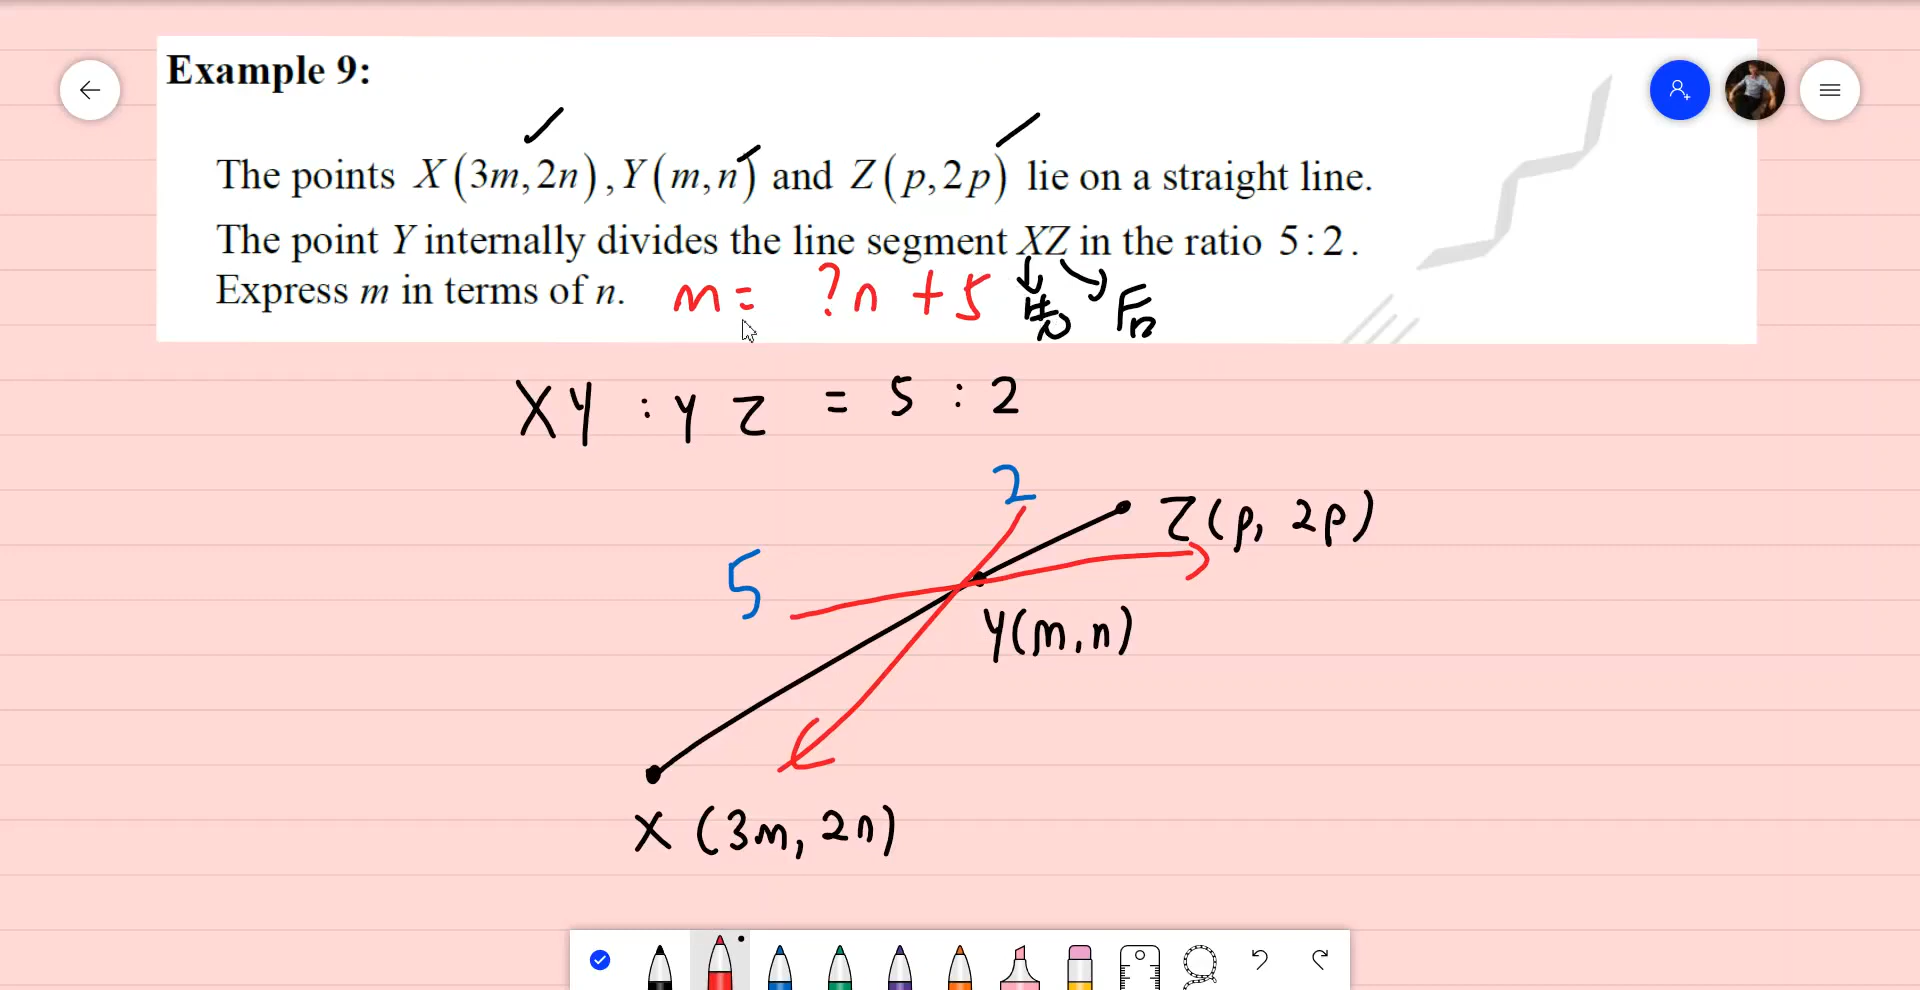 Example 9:
The points X(3m,2n), Y(m,n) and Z(p,2p) lie on a straight line.
The point Y internally divides the line segment XZ in the ratio 5:2.
Express m in terms of n.
m = ?n + 5
先 后
XY : YZ = 5 : 2
2
Z(p, 2p)
5
Y(m, n)
X (3m, 2n)